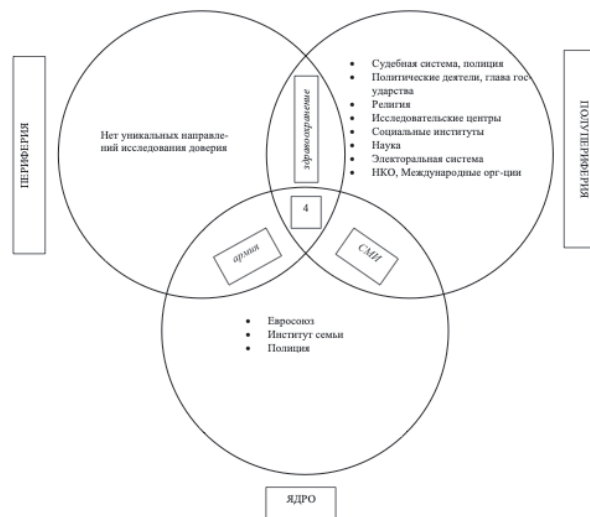 ПЕРИФЕРИЯ
Нет уникальных направле-
ний исследования доверия
здравоохранение
• Судебная система, полиция
• Политические деятели, глава гос-
ударства
• Религия
• Исследовательские центры
• Социальные институты
• Наука
• Электоральная система
• НКО, Международные орг-ции
ПОЛУПЕРИФЕРИЯ
4
армия
СМИ
• Евросоюз
• Институт семьи
• Полиция
ЯДРО